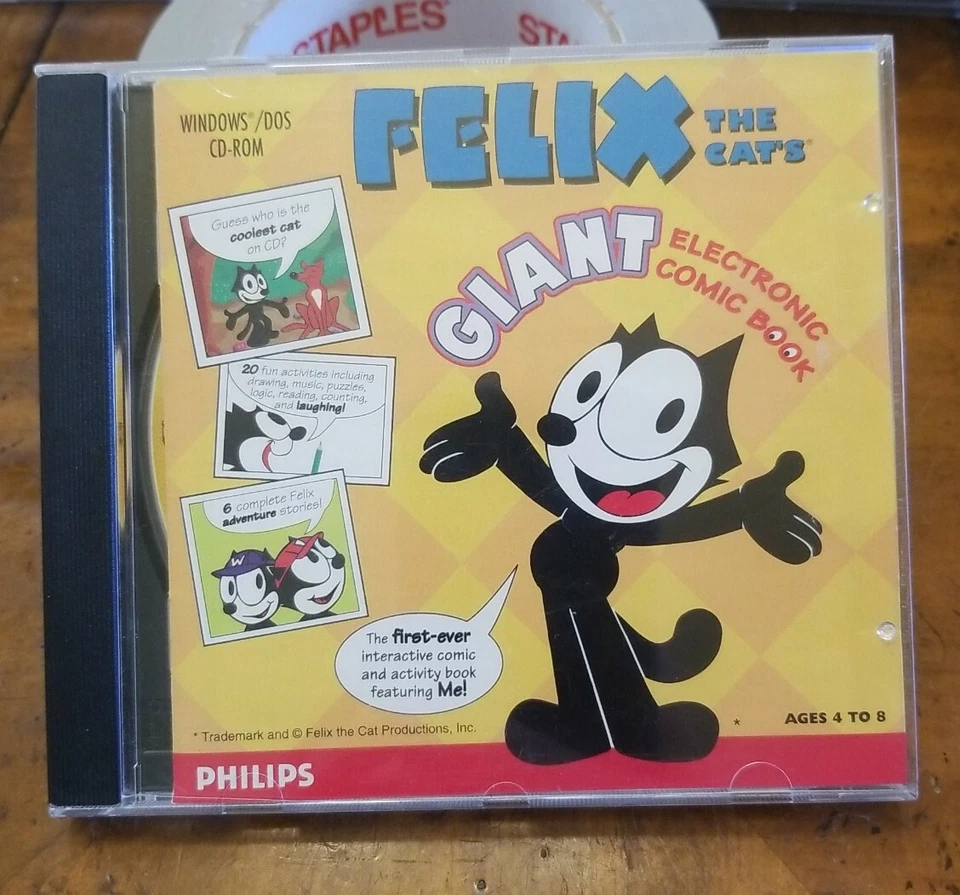 STAPLES
STA
WINDOWS®/DOS
CD-ROM
FELIX
THE
CAT'S®
GIANT
ELECTRONIC
COMIC BOOK
Guess who is the
coolest cat
on CD?
20 fun activities including
drawing, music, puzzles,
logic, reading, counting,
and laughing!
6 complete Felix
adventure stories!
W
The first-ever
interactive comic
and activity book
featuring Me!
* Trademark and © Felix the Cat Productions, Inc.
*
AGES 4 TO 8
PHILIPS